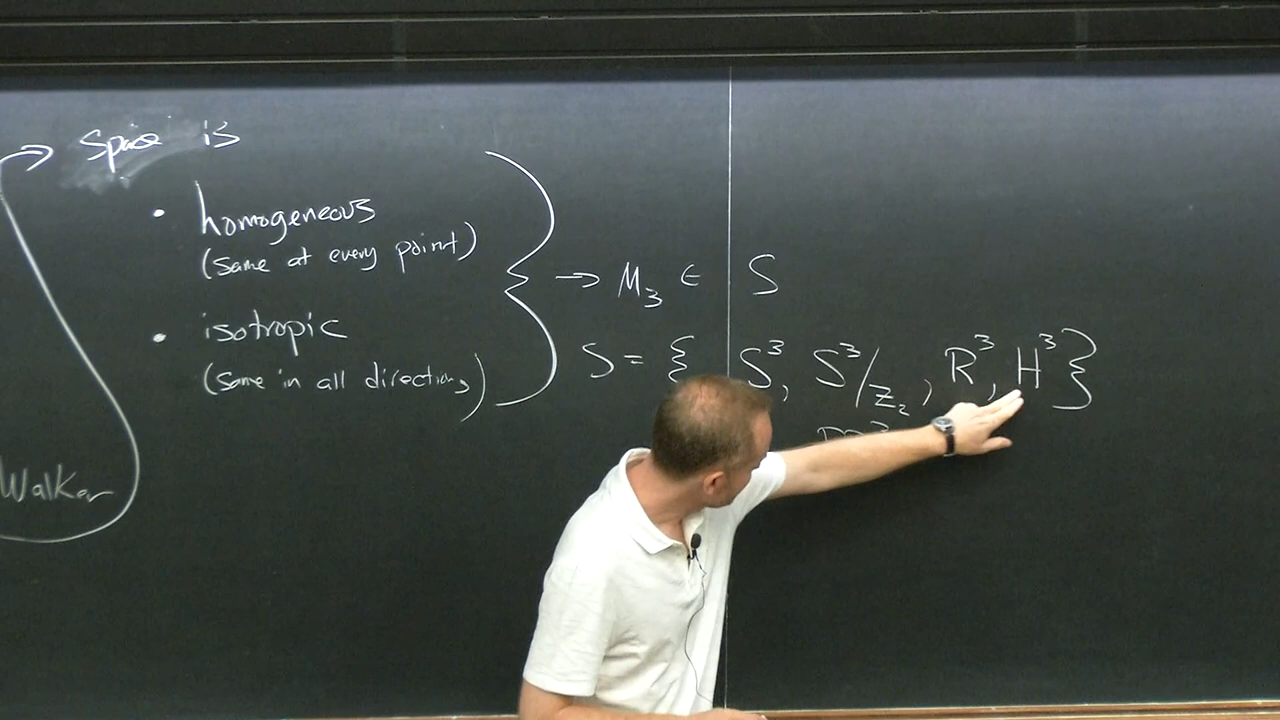 → Space is
• homogeneous
(same at every point)
• isotropic
(same in all directions)
→ M₃ ∈ S
S = { S³, S³/Z₂, R³, H³ }
Walker